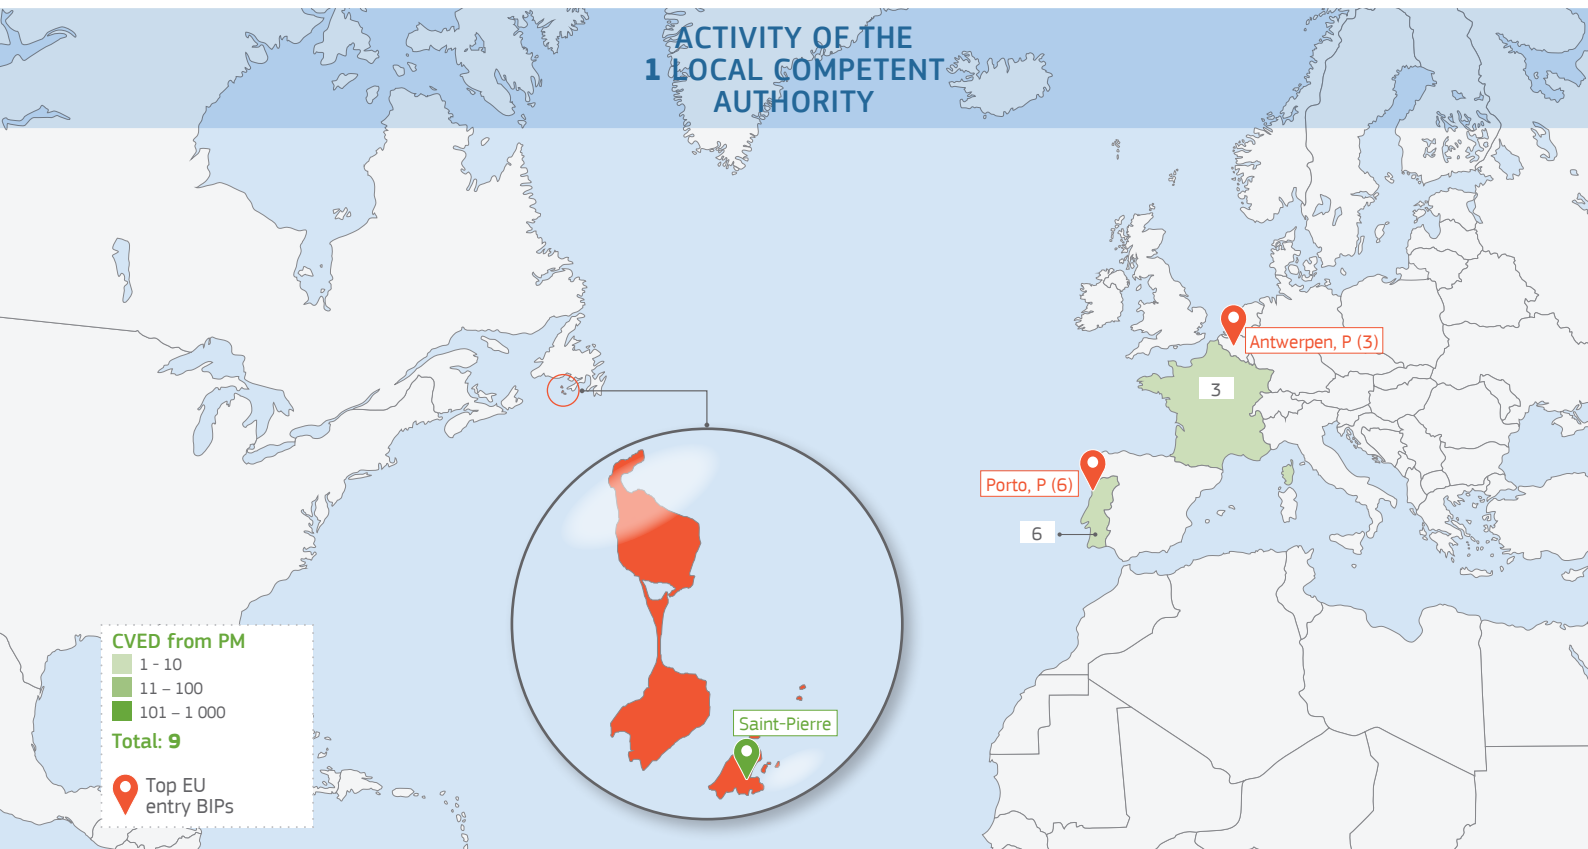 ACTIVITY OF THE
1 LOCAL COMPETENT
AUTHORITY
Antwerpen, P (3)
3
Porto, P (6)
6
Saint-Pierre
CVED from PM
1 - 10
11 – 100
101 – 1 000
Total: 9
Top EU
entry BIPs